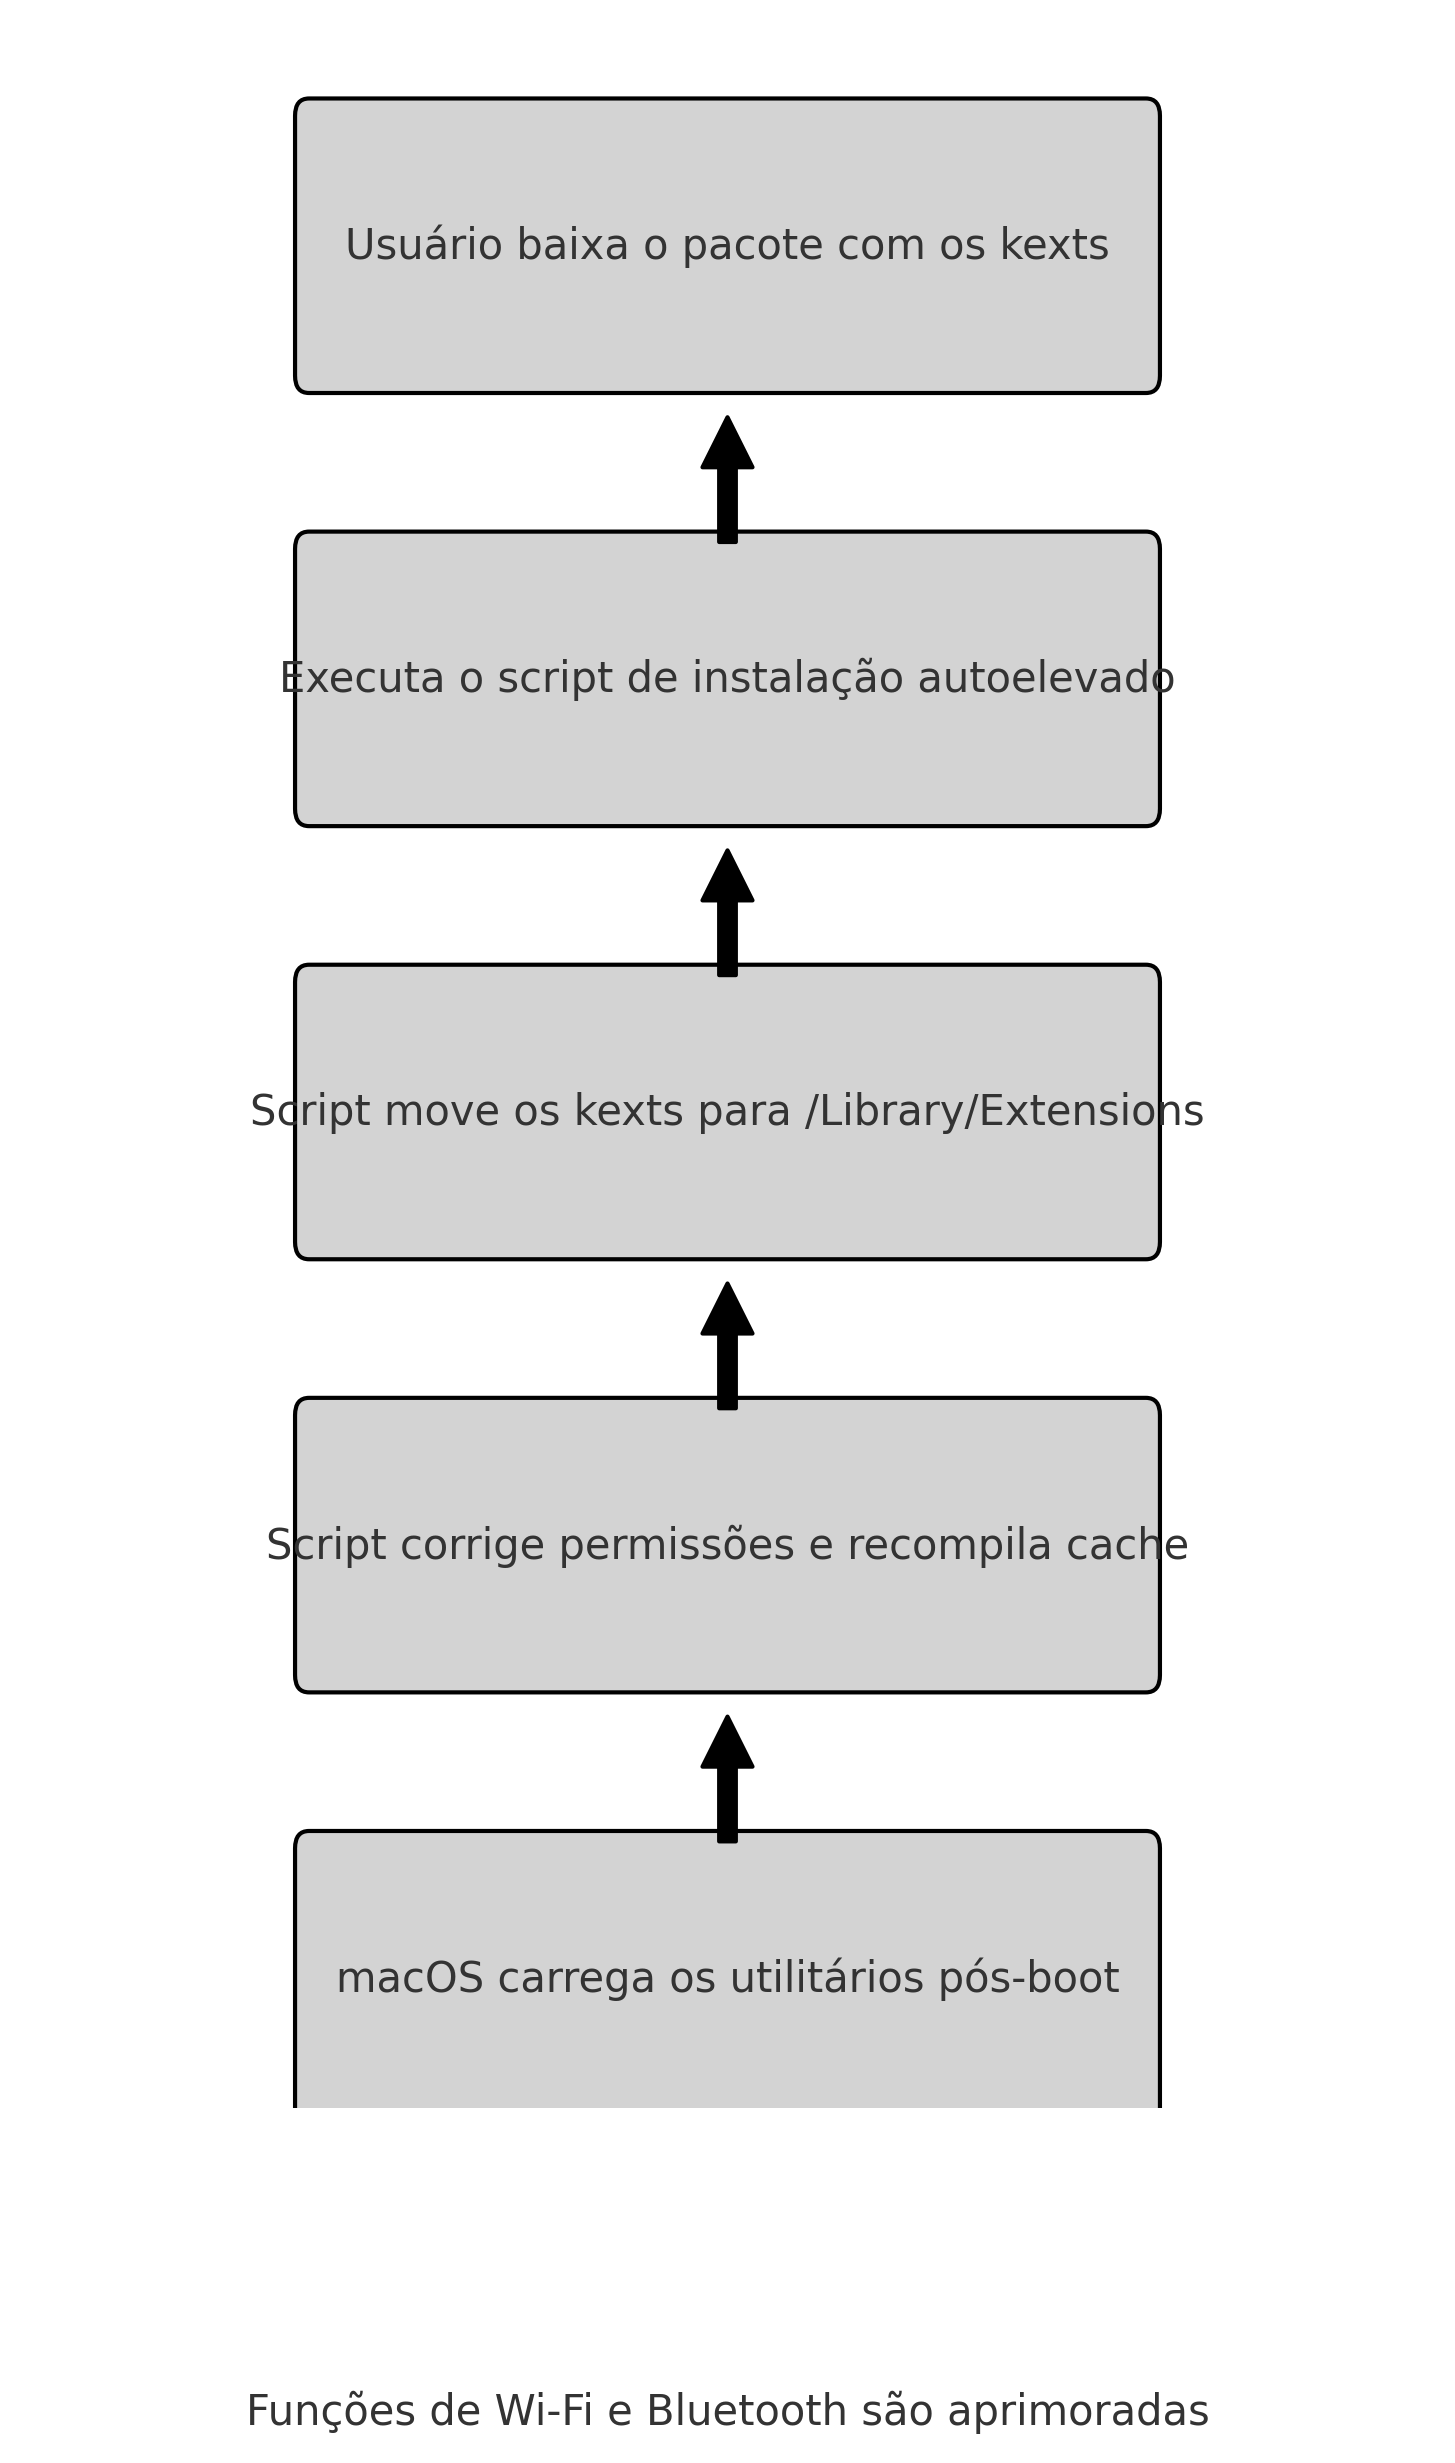 Usuário baixa o pacote com os kexts
Executa o script de instalação autoelevado
Script move os kexts para /Library/Extensions
Script corrige permissões e recompila cache
macOS carrega os utilitários pós-boot
Funções de Wi-Fi e Bluetooth são aprimoradas